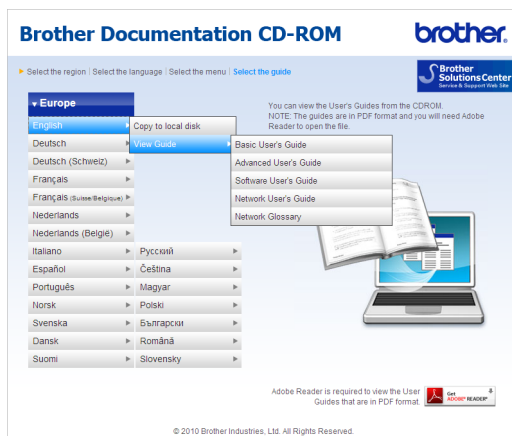 Brother Documentation CD-ROM
brother
Select the region | Select the language | Select the menu | Select the guide
Brother
SolutionsCenter
Service & Support Web Site
Europe
You can view the User's Guides from the CDROM.
NOTE: The guides are in PDF format and you will need Adobe
Reader to open the file.
English
Copy to local disk
Deutsch
View Guide
Basic User's Guide
Deutsch (Schweiz)
Advanced User's Guide
Français
Software User's Guide
Français (Suisse/Belgique)
Network User's Guide
Nederlands
Network Glossary
Nederlands (België)
Italiano
Русский
Español
Čeština
Português
Magyar
Norsk
Polski
Svenska
Български
Dansk
Română
Suomi
Slovensky
Adobe Reader is required to view the User
Guides that are in PDF format.
Get
ADOBE® READER®
© 2010 Brother Industries, Ltd. All Rights Reserved.